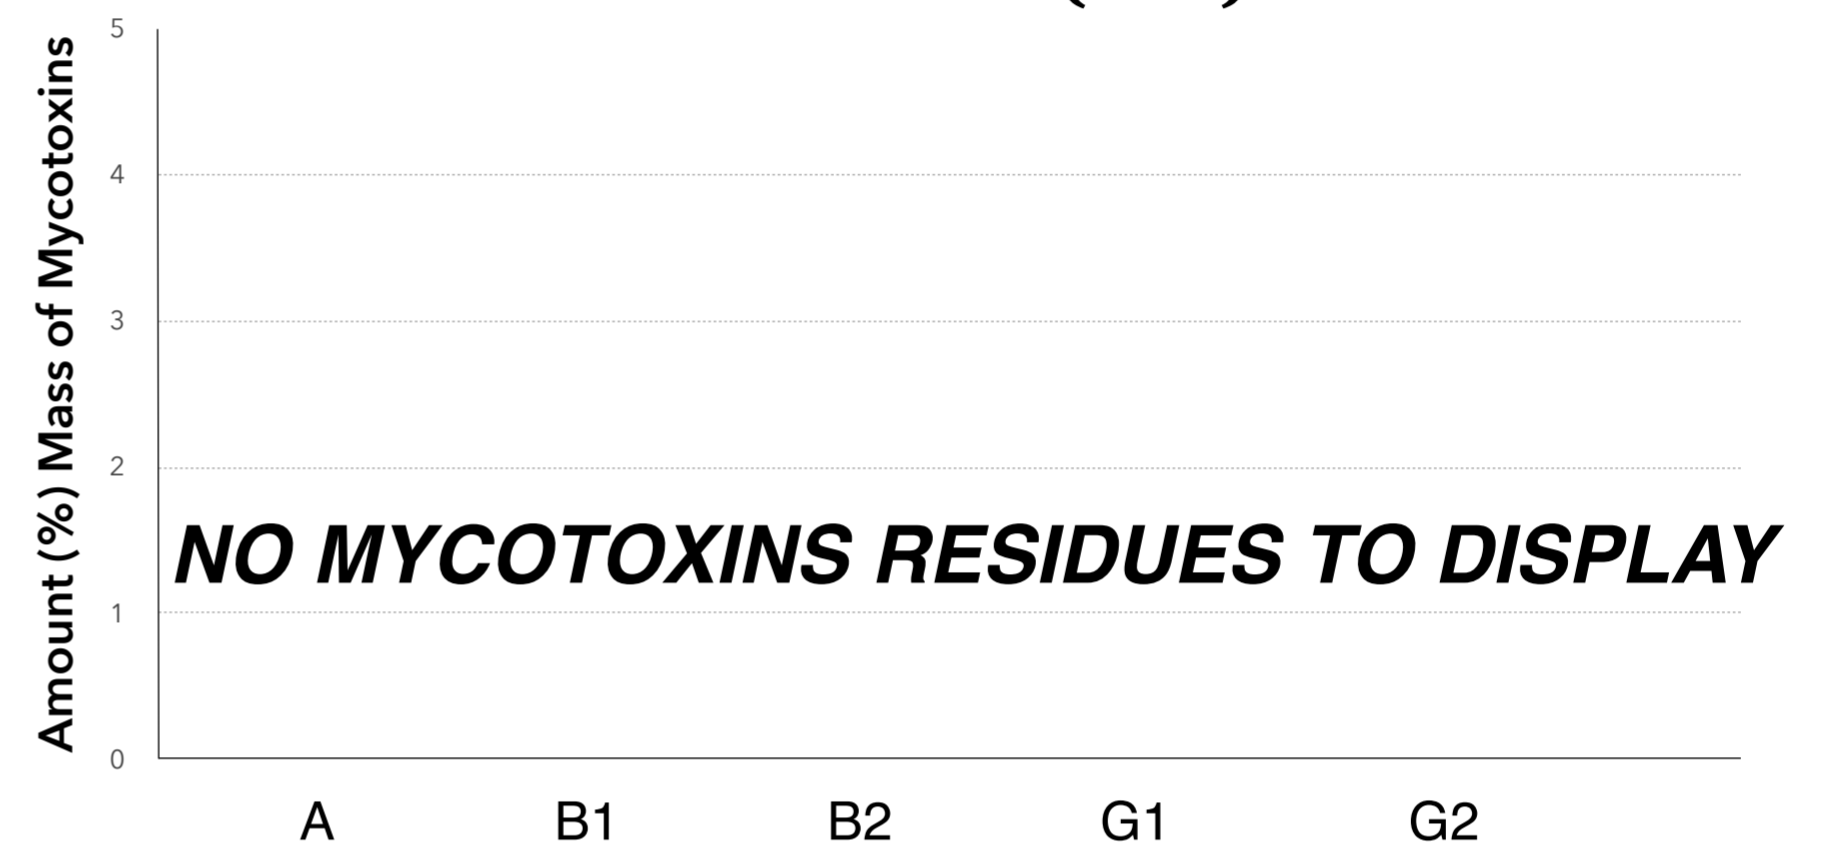 Amount (%) Mass of Mycotoxins
5
4
3
2
NO MYCOTOXINS RESIDUES TO DISPLAY
1
0
A B1 B2 G1 G2